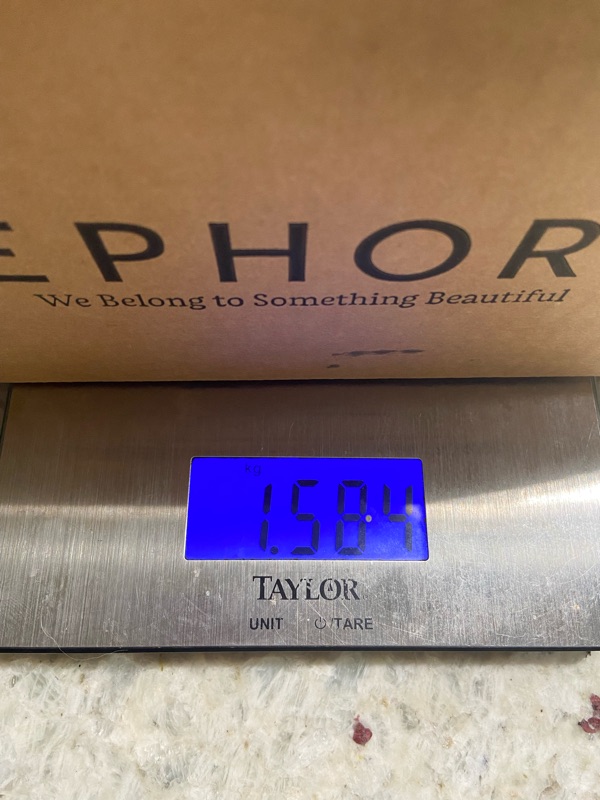 EPHOR
We Belong to Something Beautiful
kg
1.584
TAYLOR
UNIT ⏻/TARE